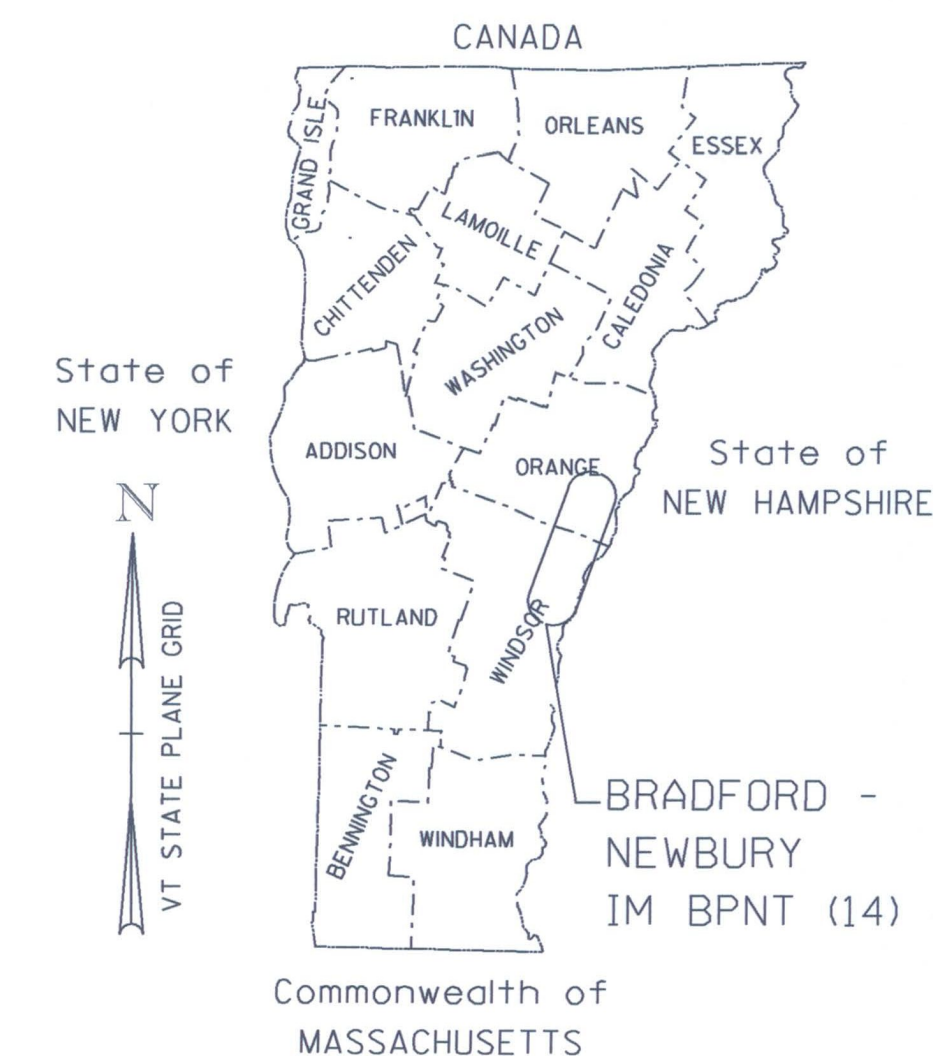 CANADA
GRAND ISLE
FRANKLIN
ORLEANS
ESSEX
LAMOILLE
CHITTENDEN
CALEDONIA
WASHINGTON
State of
NEW YORK
ADDISON
ORANGE
State of
NEW HAMPSHIRE
N
VT STATE PLANE GRID
RUTLAND
WINDSOR
BENNINGTON
WINDHAM
BRADFORD -
NEWBURY
IM BPNT (14)
Commonwealth of
MASSACHUSETTS